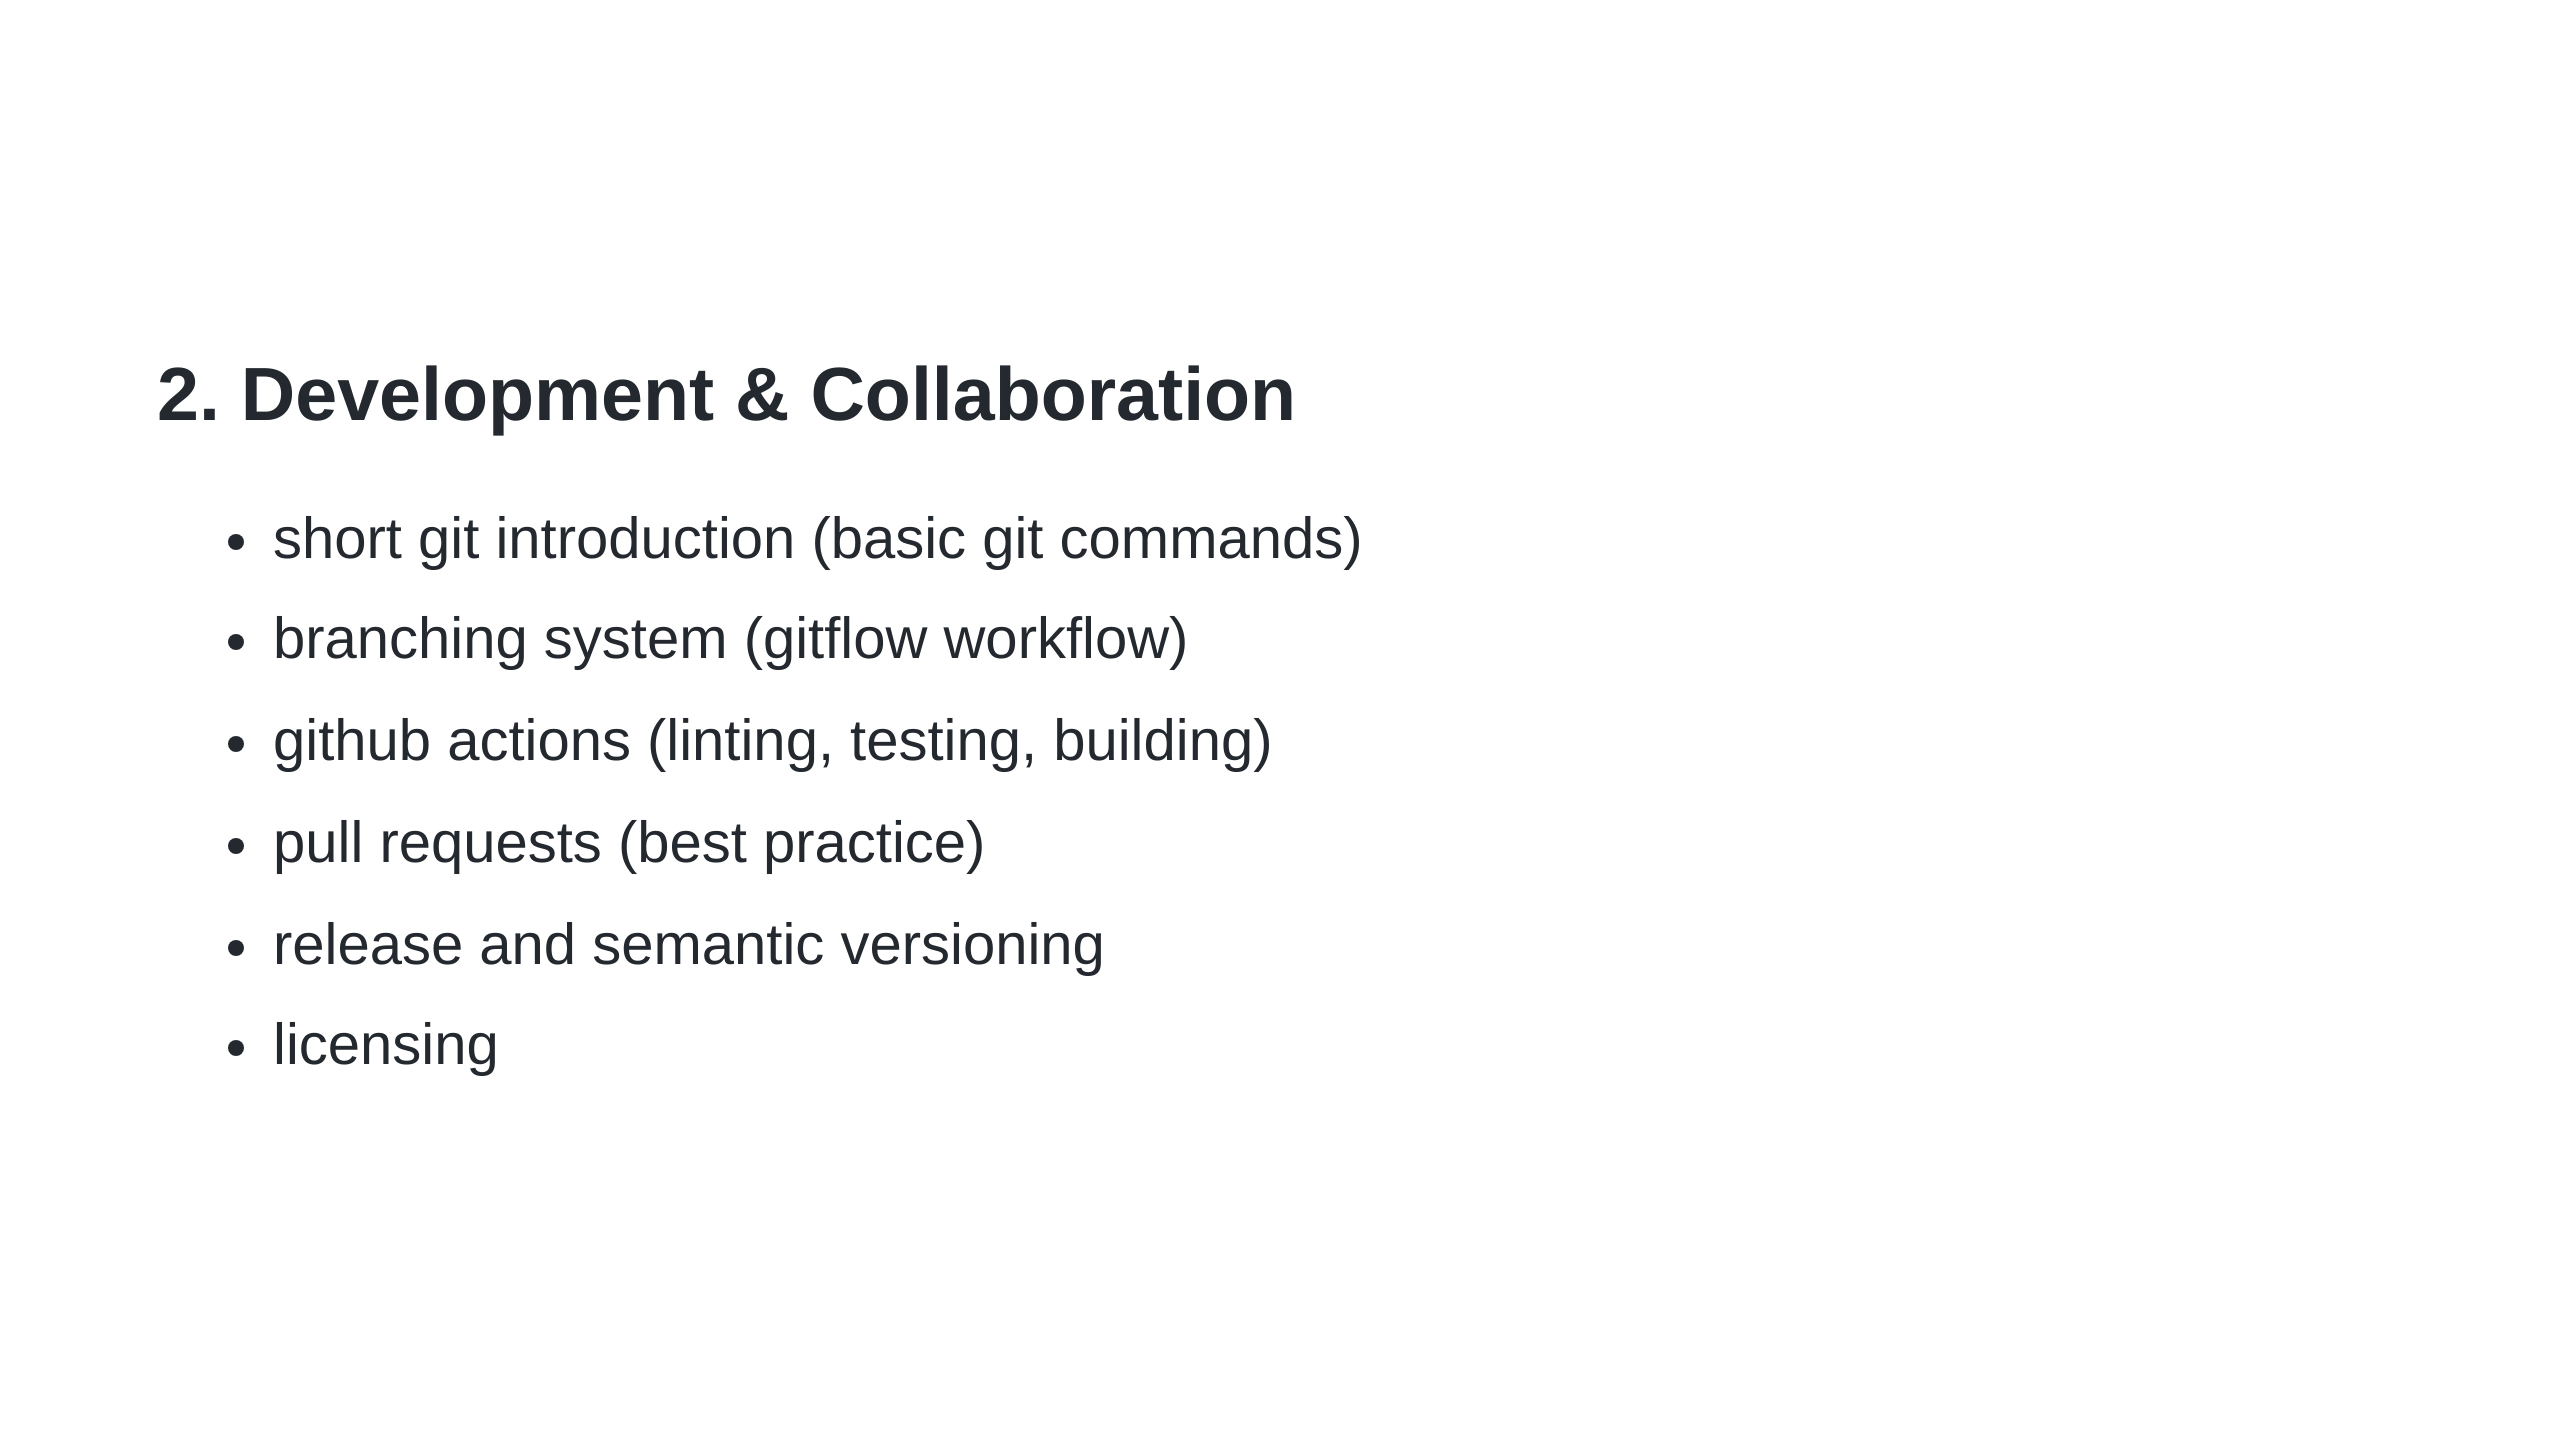 2. Development & Collaboration
• short git introduction (basic git commands)
• branching system (gitflow workflow)
• github actions (linting, testing, building)
• pull requests (best practice)
• release and semantic versioning
• licensing